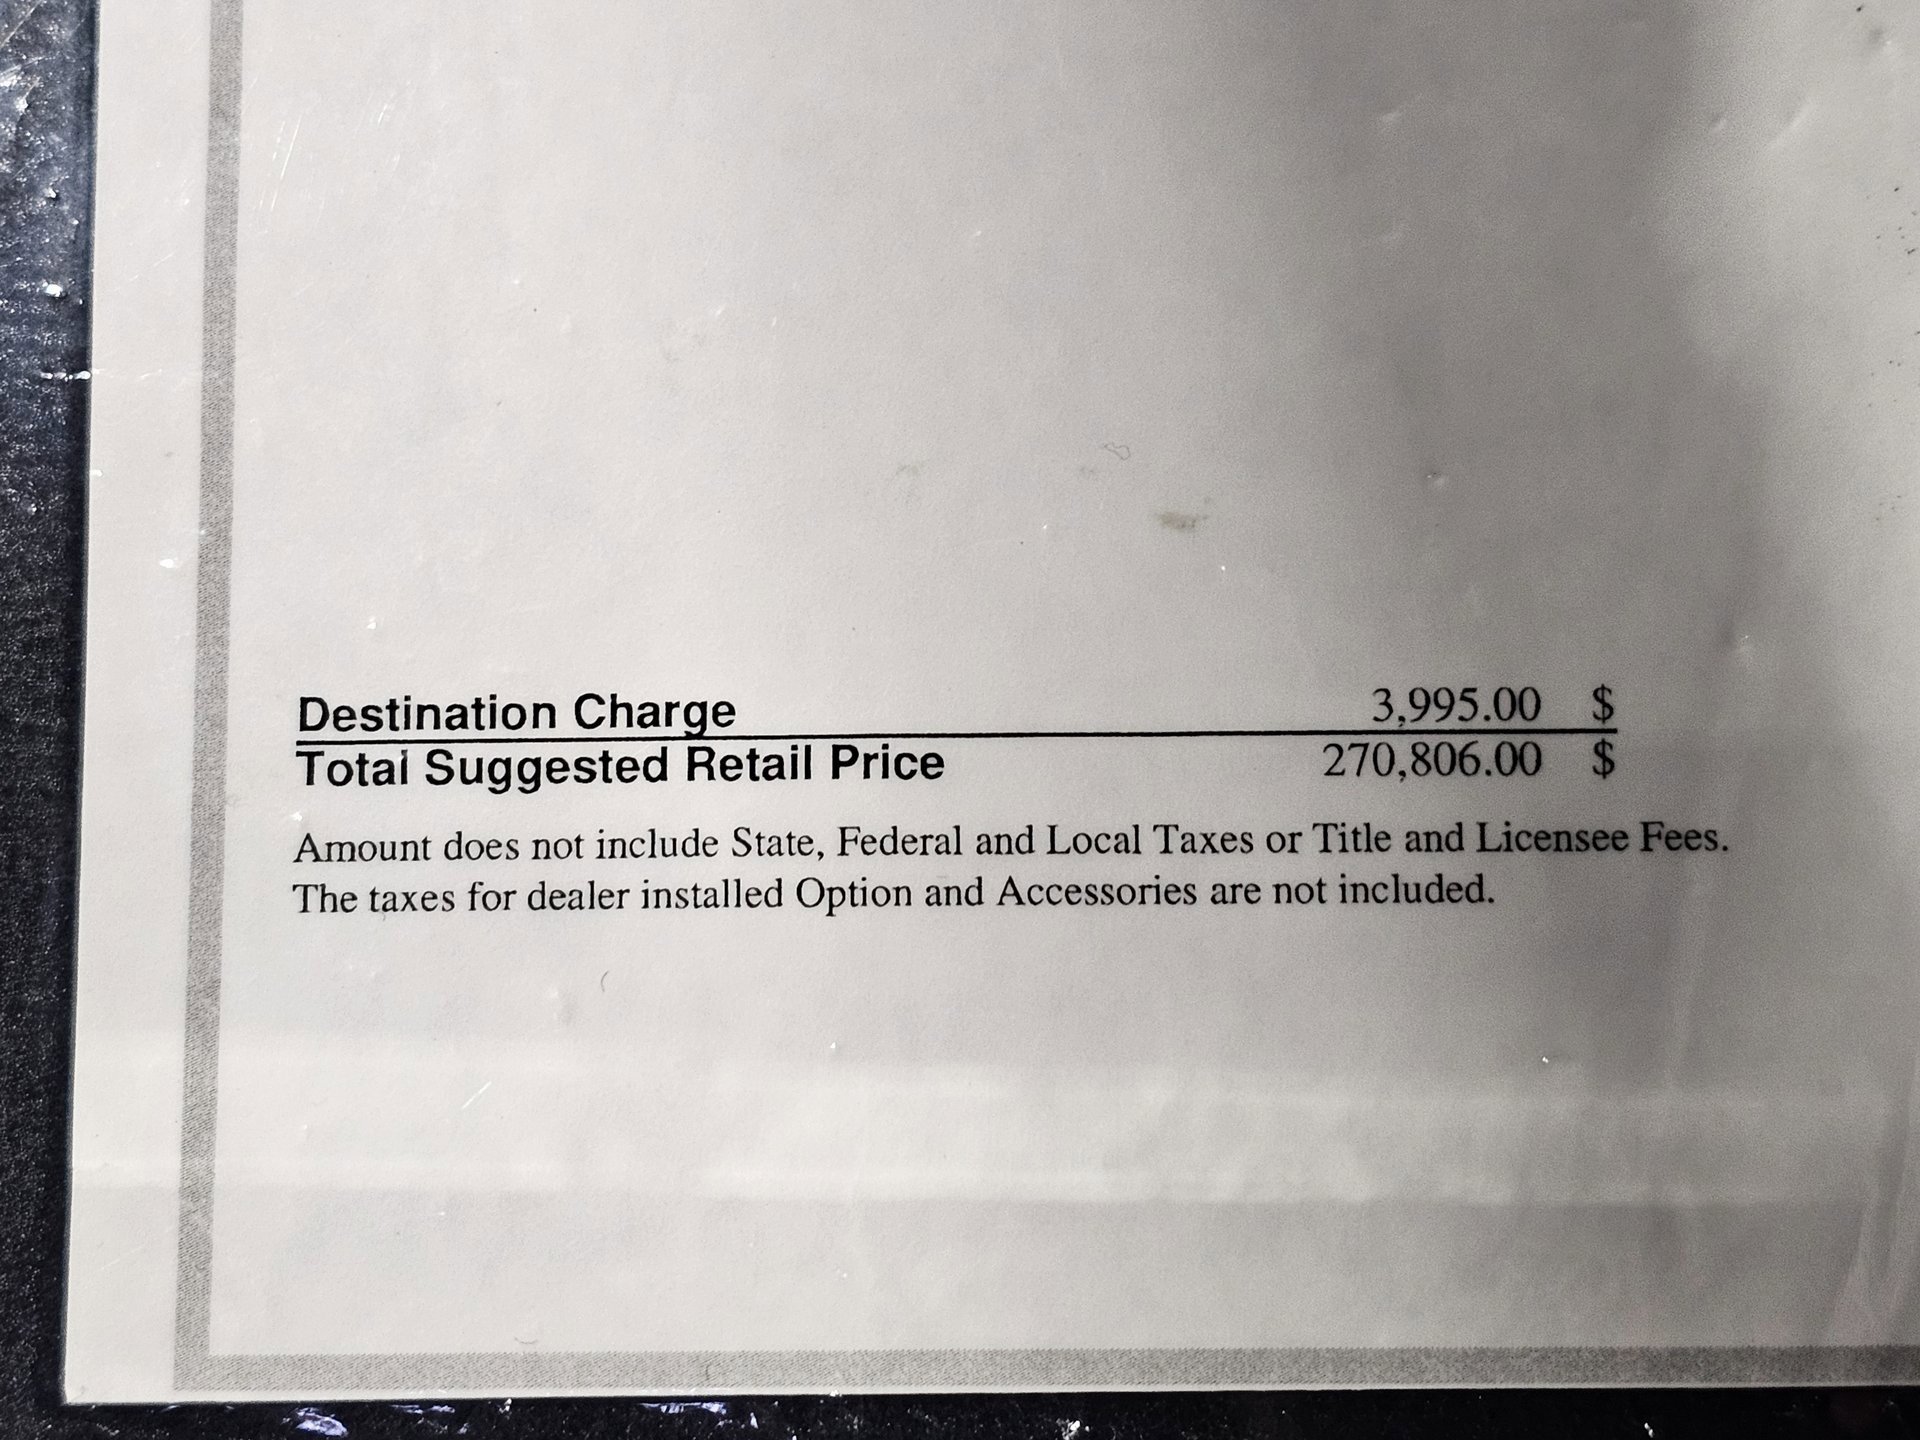 Destination Charge 3,995.00 $
Total Suggested Retail Price 270,806.00 $
Amount does not include State, Federal and Local Taxes or Title and Licensee Fees.
The taxes for dealer installed Option and Accessories are not included.